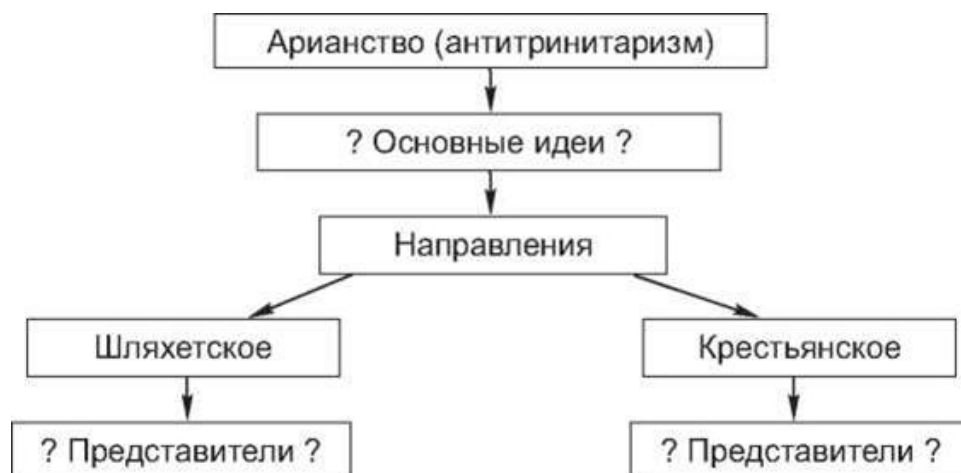 Арианство (антитринитаризм)
? Основные идеи ?
Направления
Шляхетское
Крестьянское
? Представители ?
? Представители ?